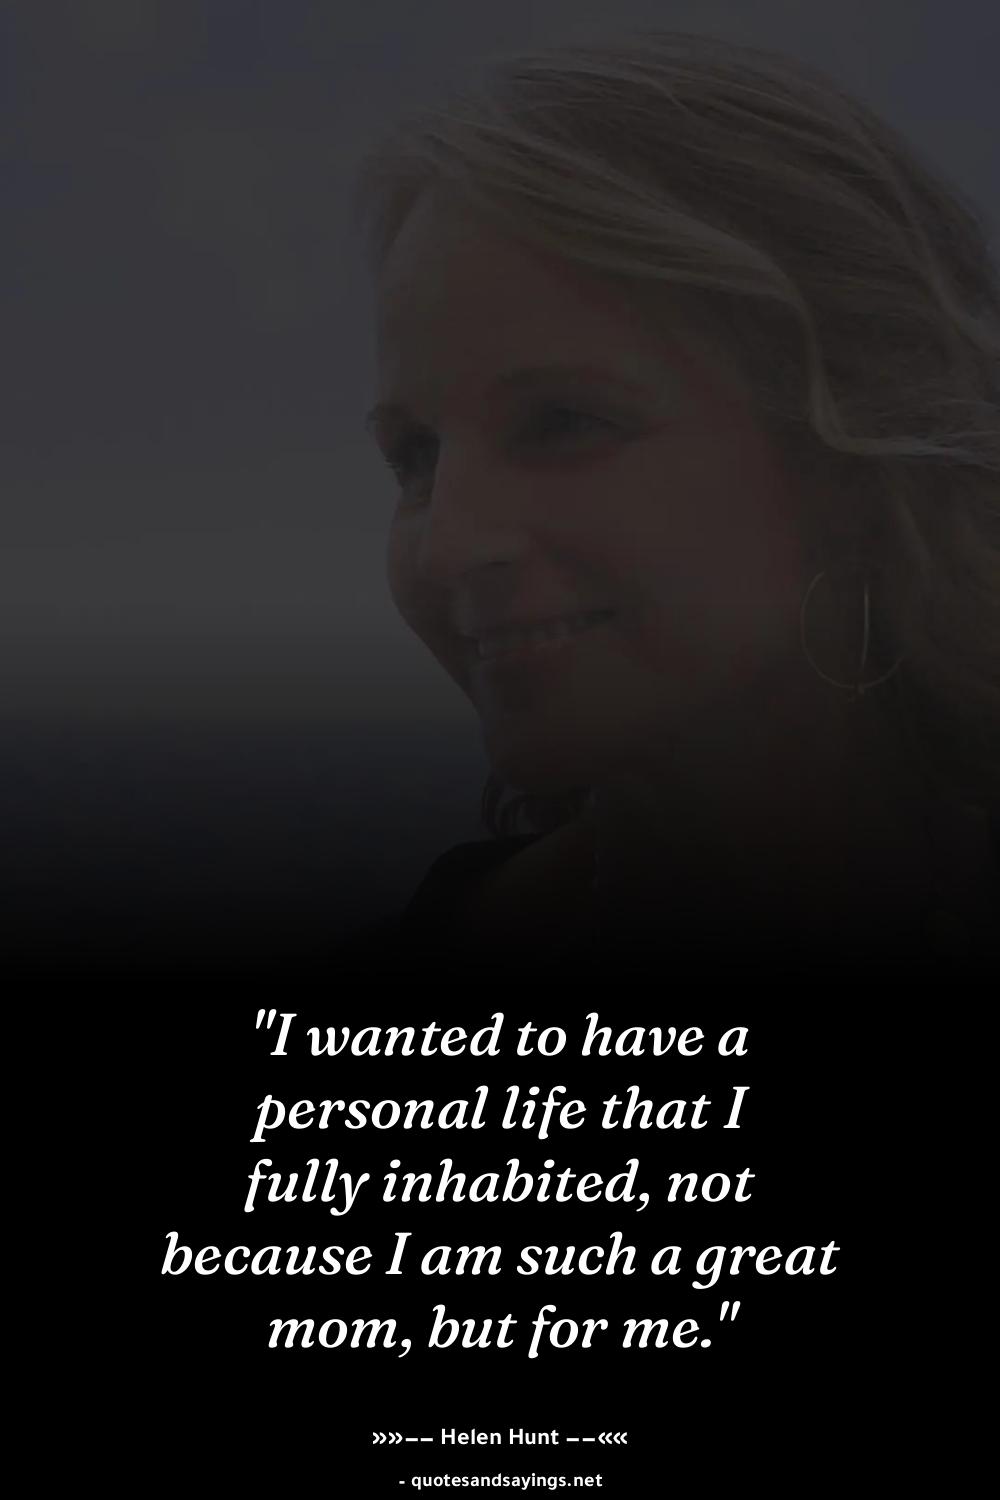 "I wanted to have a
personal life that I
fully inhabited, not
because I am such a great
mom, but for me."
»»−− Helen Hunt −−««
- quotesandsayings.net